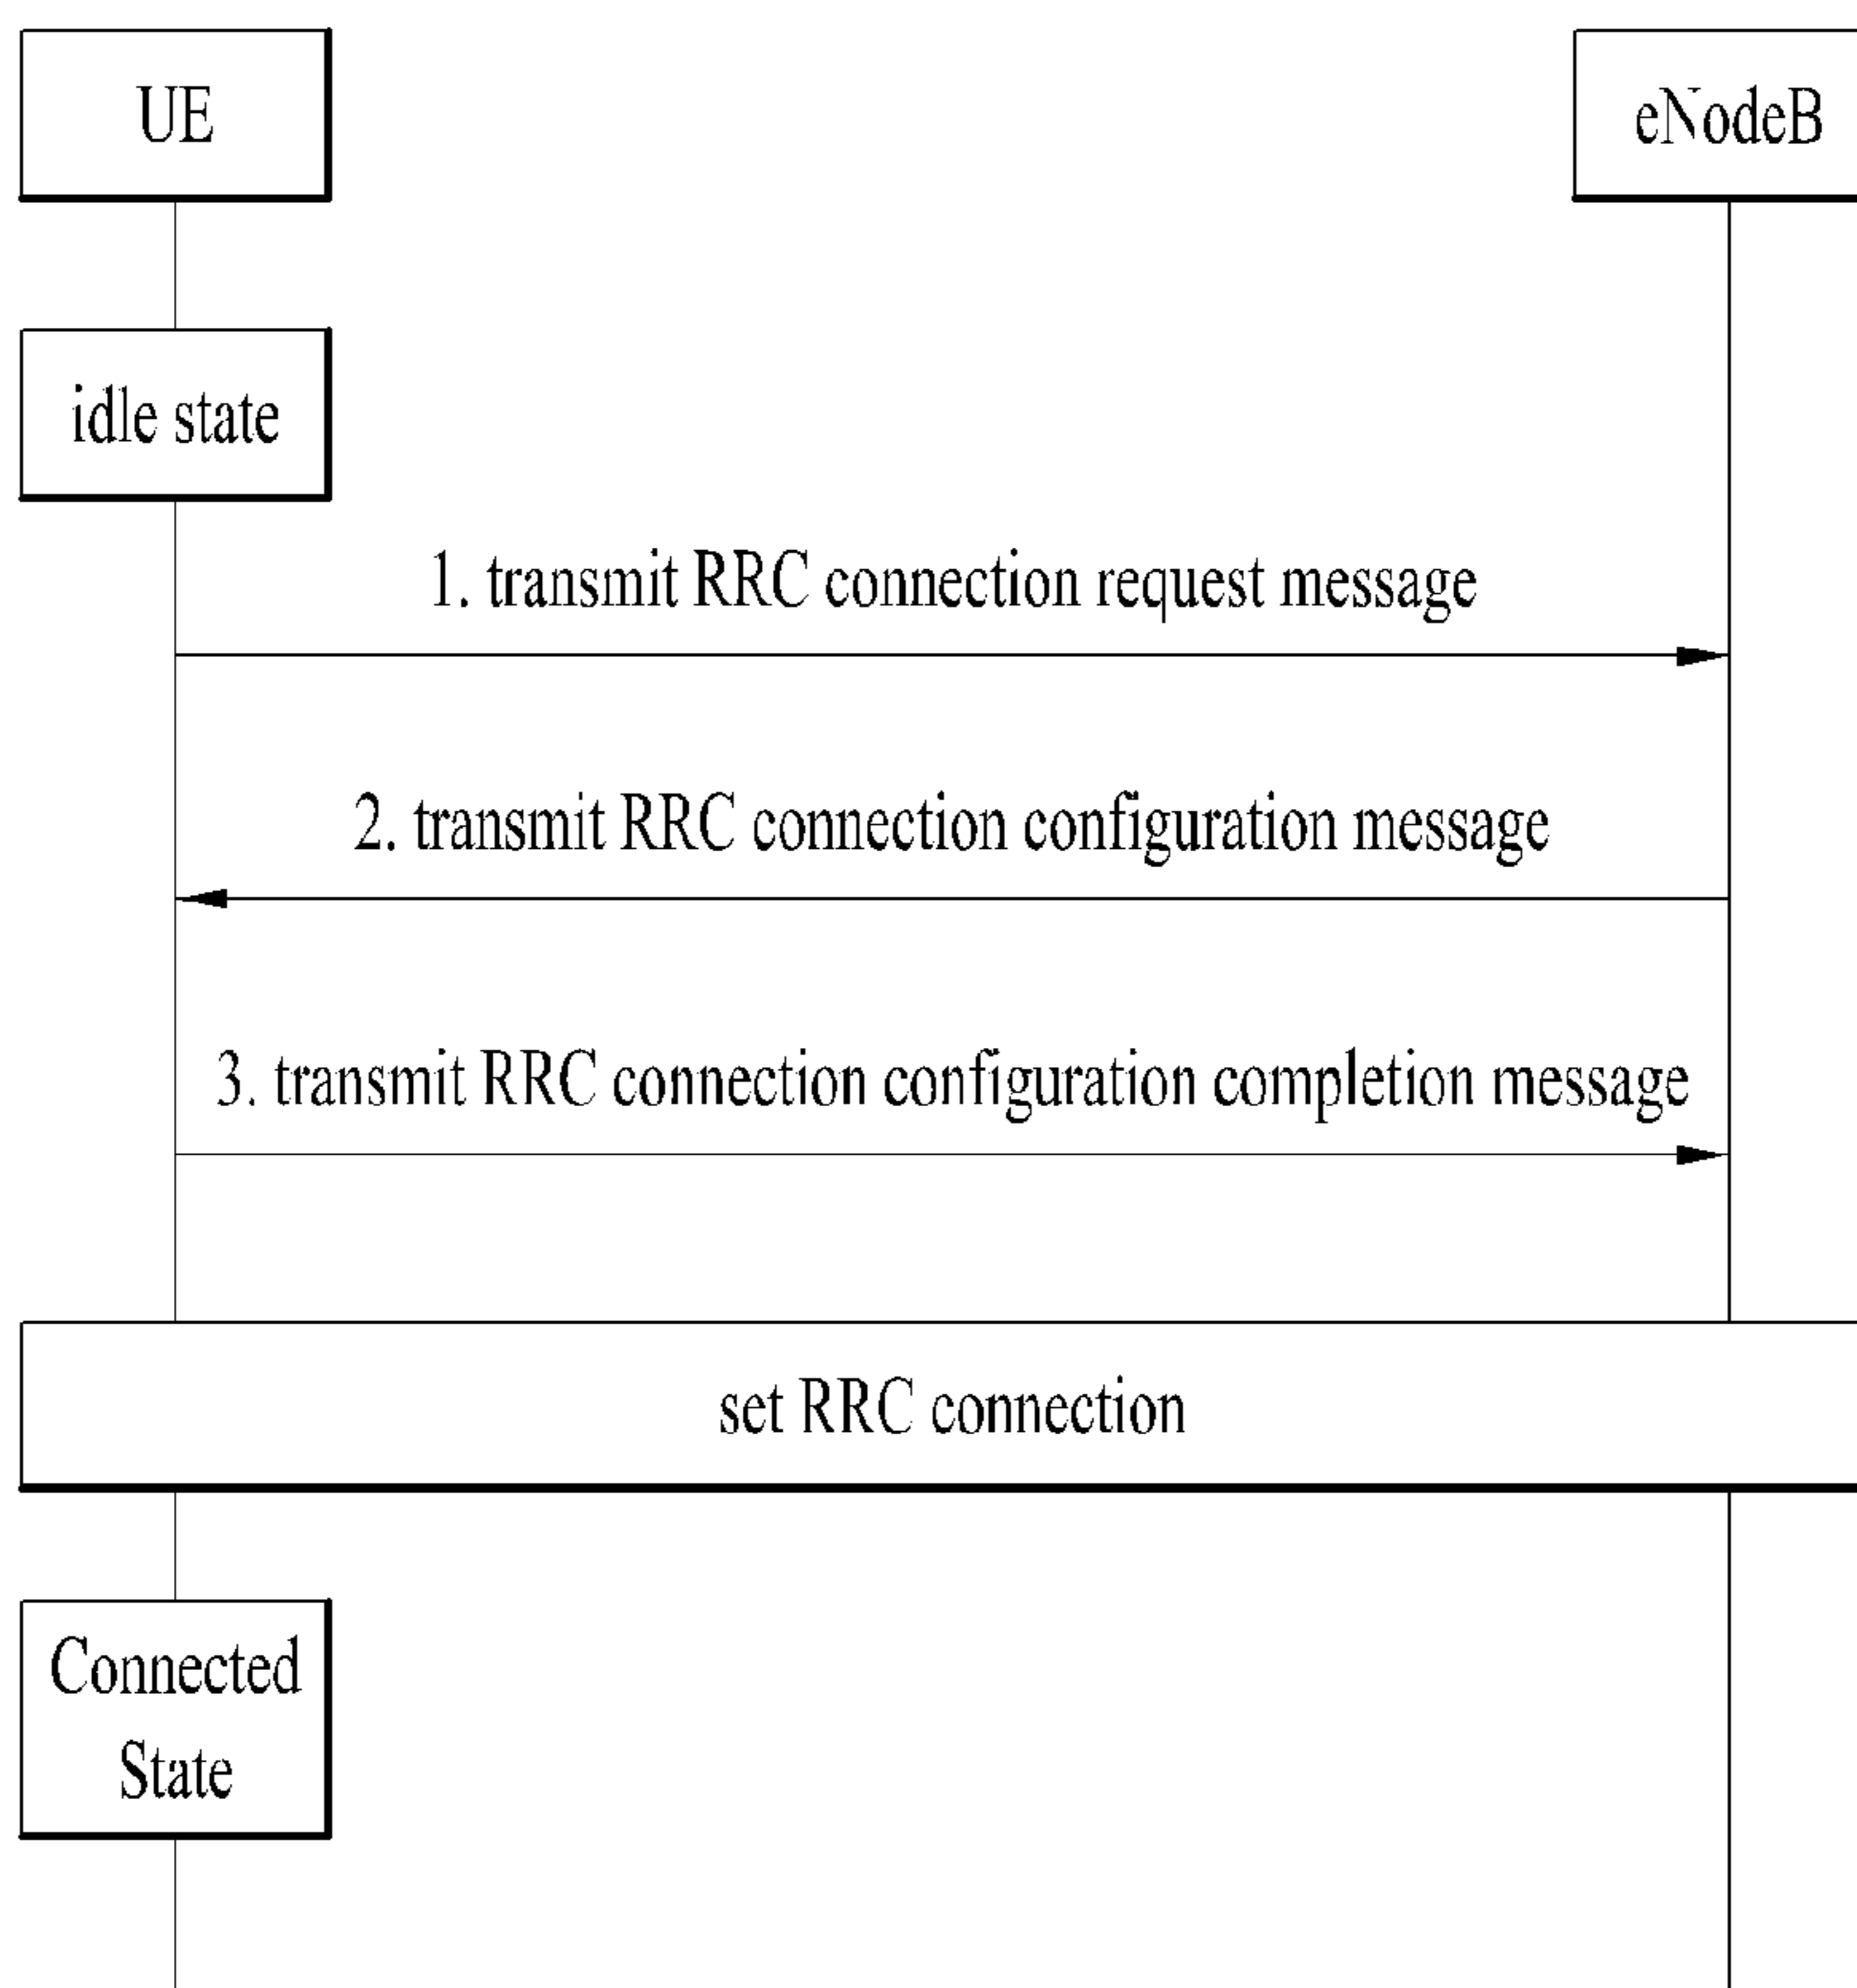 UE
eNodeB
idle state
1. transmit RRC connection request message
2. transmit RRC connection configuration message
3. transmit RRC connection configuration completion message
set RRC connection
Connected
State